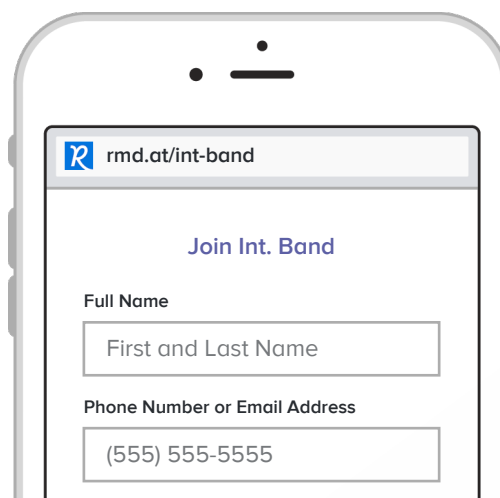 rmd.at/int-band
Join Int. Band
Full Name
First and Last Name
Phone Number or Email Address
(555) 555-5555